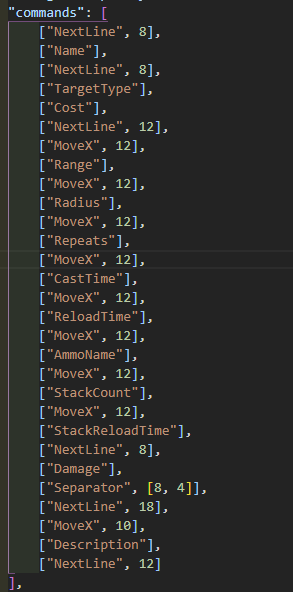 "commands": [
["NextLine", 8],
["Name"],
["NextLine", 8],
["TargetType"],
["Cost"],
["NextLine", 12],
["MoveX", 12],
["Range"],
["MoveX", 12],
["Radius"],
["MoveX", 12],
["Repeats"],
["MoveX", 12],
["CastTime"],
["MoveX", 12],
["ReloadTime"],
["MoveX", 12],
["AmmoName"],
["MoveX", 12],
["StackCount"],
["MoveX", 12],
["StackReloadTime"],
["NextLine", 8],
["Damage"],
["Separator", [8, 4]],
["NextLine", 18],
["MoveX", 10],
["Description"],
["NextLine", 12]
],